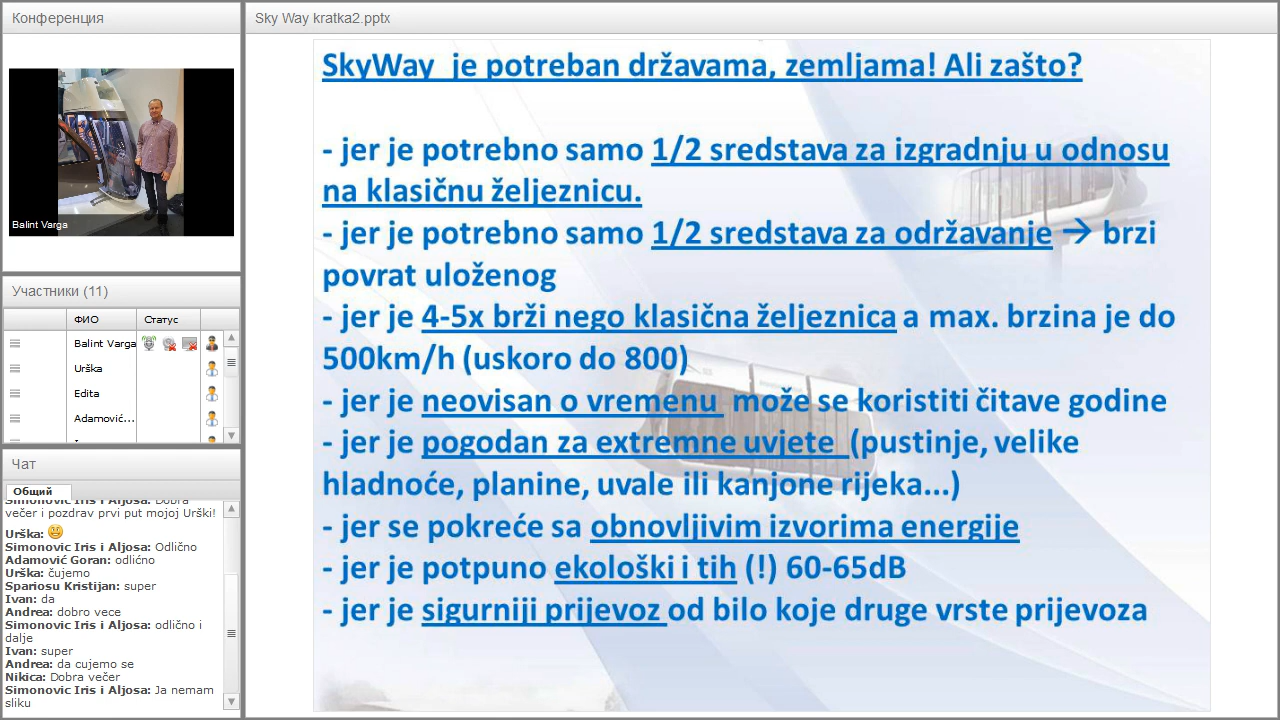 Конференция
Balint Varga
Участники (11)
ФИО
Статус
Balint Varga
Urška
Edita
Adamović...
Чат
Общий
Simonovic Iris i Aljosa: Dobra
večer i pozdrav prvi put mojoj Urški!
Urška:
Simonovic Iris i Aljosa: Odlično
Adamović Goran: odlično
Urška: čujemo
Spariosu Kristijan: super
Ivan: da
Andrea: dobro vece
Simonovic Iris i Aljosa: odlično i
dalje
Ivan: super
Andrea: da cujemo se
Nikica: Dobra večer
Simonovic Iris i Aljosa: Ja nemam
sliku
Sky Way kratka2.pptx
SkyWay je potreban državama, zemljama! Ali zašto?
- jer je potrebno samo 1/2 sredstava za izgradnju u odnosu
na klasičnu željeznicu.
- jer je potrebno samo 1/2 sredstava za održavanje → brzi
povrat uloženog
- jer je 4-5x brži nego klasična željeznica a max. brzina je do
500km/h (uskoro do 800)
- jer je neovisan o vremenu može se koristiti čitave godine
- jer je pogodan za extremne uvjete (pustinje, velike
hladnoće, planine, uvale ili kanjone rijeka...)
- jer se pokreće sa obnovljivim izvorima energije
- jer je potpuno ekološki i tih (!) 60-65dB
- jer je sigurniji prijevoz od bilo koje druge vrste prijevoza